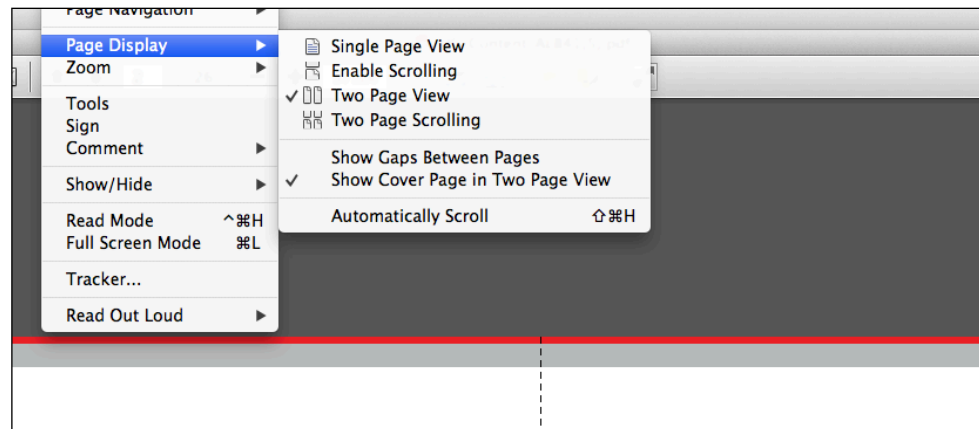 Page Navigation
Page Display
Zoom
Tools
Sign
Comment
Show/Hide
Read Mode ^⌘H
Full Screen Mode ⌘L
Tracker...
Read Out Loud
Single Page View
Enable Scrolling
Two Page View
Two Page Scrolling
Show Gaps Between Pages
Show Cover Page in Two Page View
Automatically Scroll ⇧⌘H